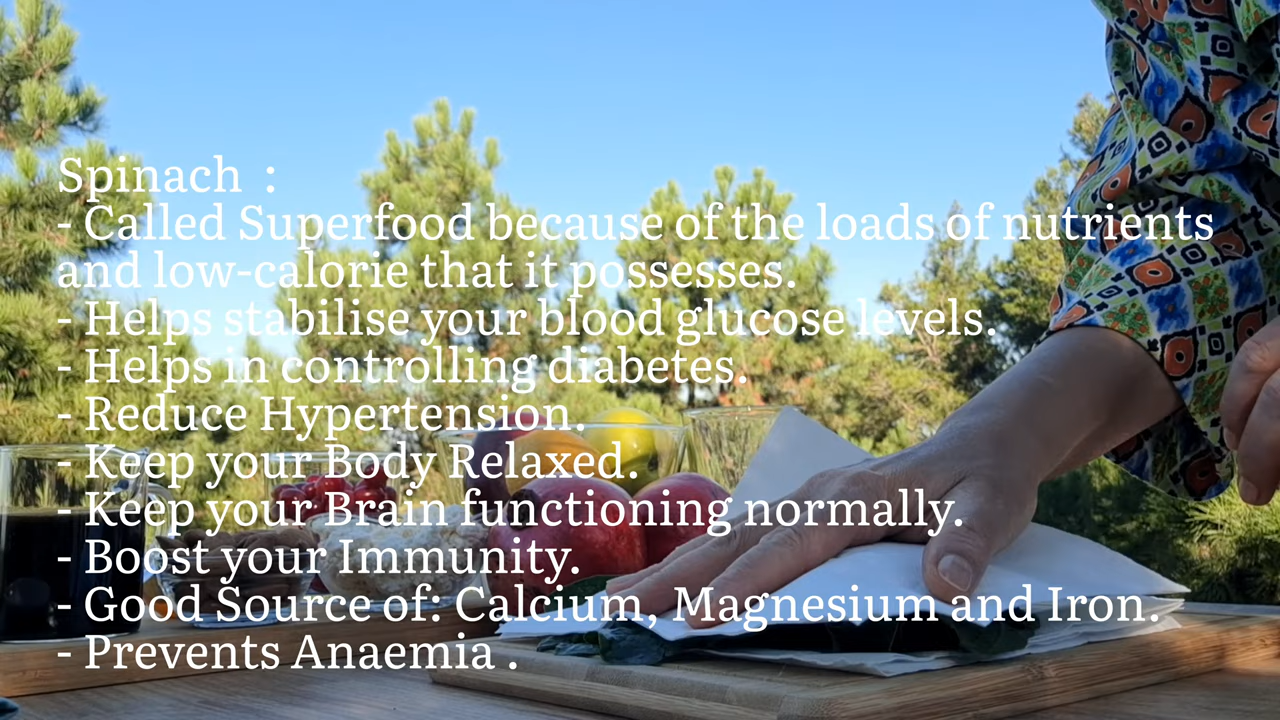 Spinach :
- Called Superfood because of the loads of nutrients
and low-calorie that it possesses.
- Helps stabilise your blood glucose levels.
- Helps in controlling diabetes.
- Reduce Hypertension.
- Keep your Body Relaxed.
- Keep your Brain functioning normally.
- Boost your Immunity.
- Good Source of: Calcium, Magnesium and Iron.
- Prevents Anaemia .